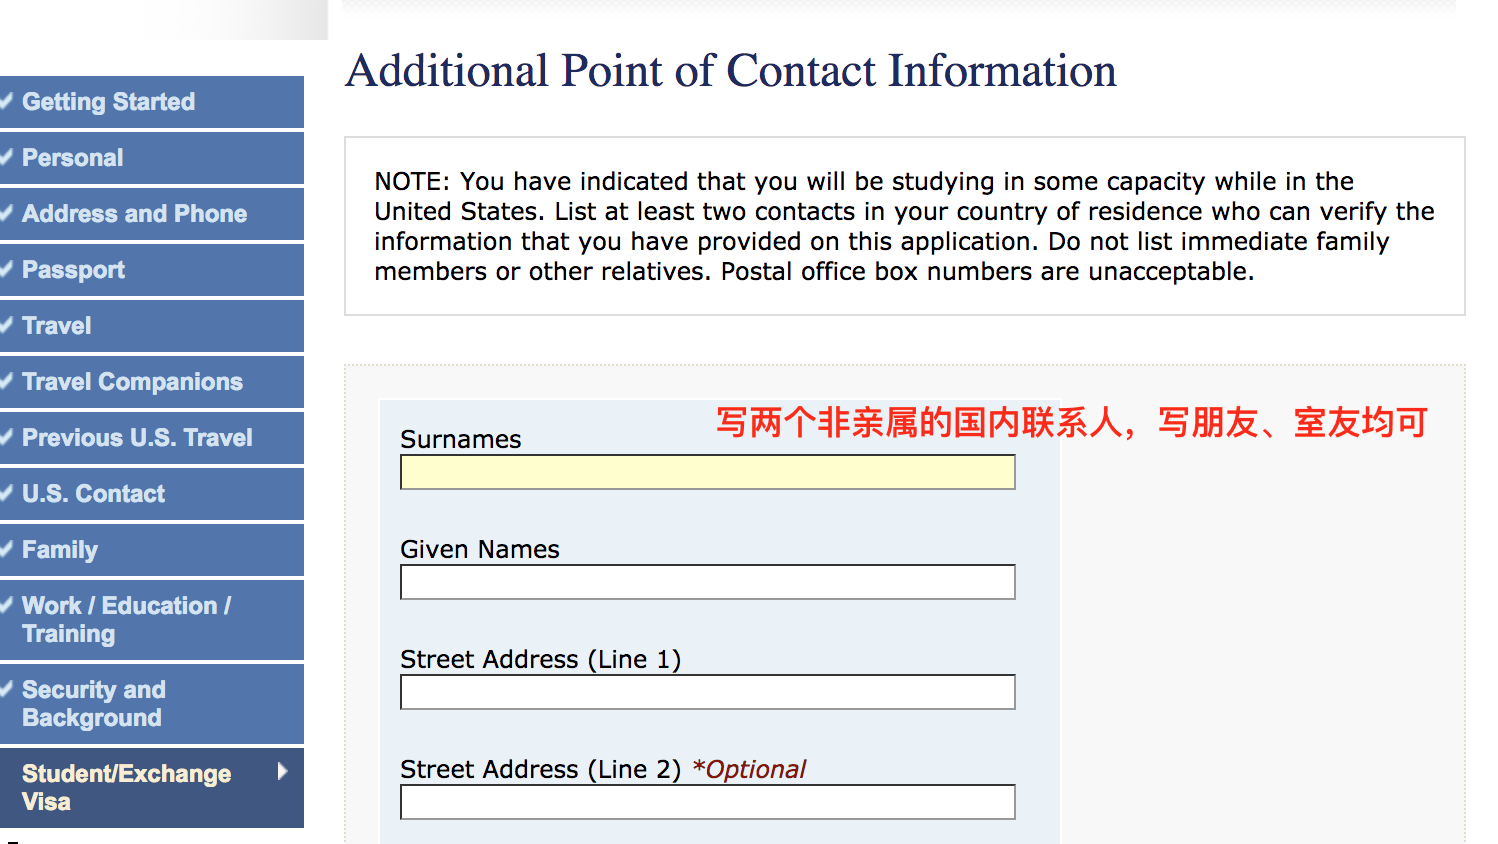 Additional Point of Contact Information
Getting Started
Personal
Address and Phone
Passport
Travel
Travel Companions
Previous U.S. Travel
U.S. Contact
Family
Work / Education /
Training
Security and
Background
Student/Exchange
Visa
NOTE: You have indicated that you will be studying in some capacity while in the
United States. List at least two contacts in your country of residence who can verify the
information that you have provided on this application. Do not list immediate family
members or other relatives. Postal office box numbers are unacceptable.
写两个非亲属的国内联系人，写朋友、室友均可
Surnames
Given Names
Street Address (Line 1)
Street Address (Line 2) *Optional